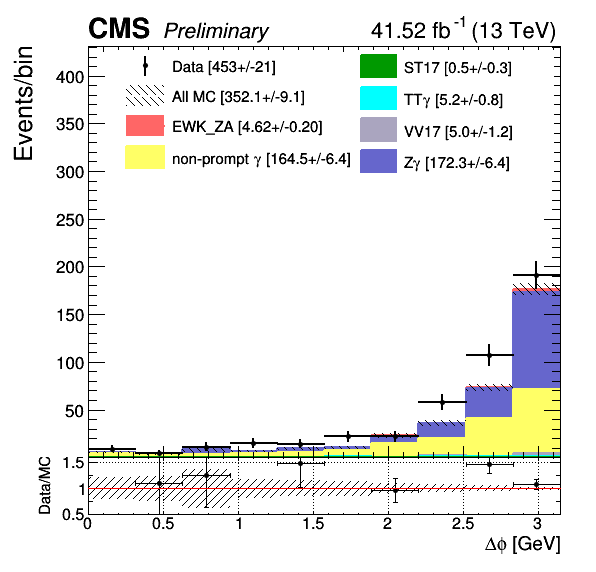 CMS Preliminary 41.52 fb⁻¹ (13 TeV)
Events/bin
400
350
300
250
200
150
100
50
Data [453+/-21]
All MC [352.1+/-9.1]
EWK_ZA [4.62+/-0.20]
non-prompt γ [164.5+/-6.4]
ST17 [0.5+/-0.3]
TTγ [5.2+/-0.8]
VV17 [5.0+/-1.2]
Zγ [172.3+/-6.4]
Data/MC
1.5
1
0.5
0 0.5 1 1.5 2 2.5 3
Δϕ [GeV]